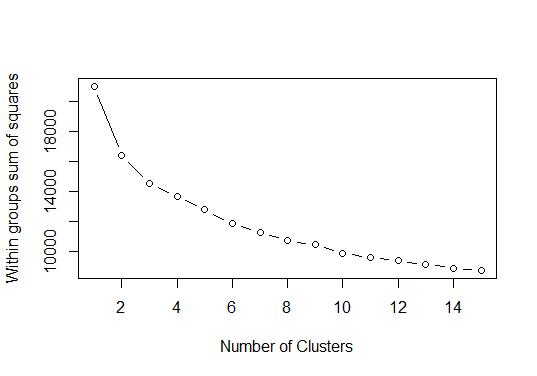 Within groups sum of squares
18000
14000
10000
2 4 6 8 10 12 14
Number of Clusters